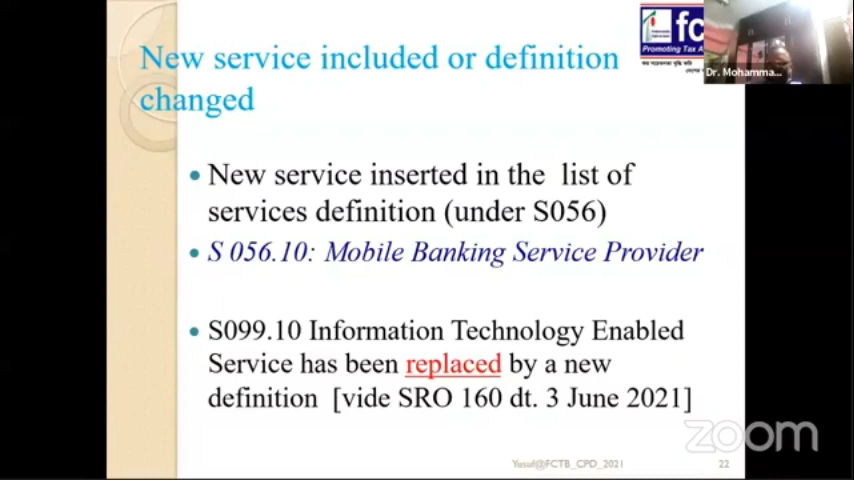 New service included or definition
changed
fc
Promoting Tax A
Dr. Mohamma...
• New service inserted in the list of
services definition (under S056)
• S 056.10: Mobile Banking Service Provider
• S099.10 Information Technology Enabled
Service has been replaced by a new
definition [vide SRO 160 dt. 3 June 2021]
zoom
Yusuf@FCTB_CPD_2021
22